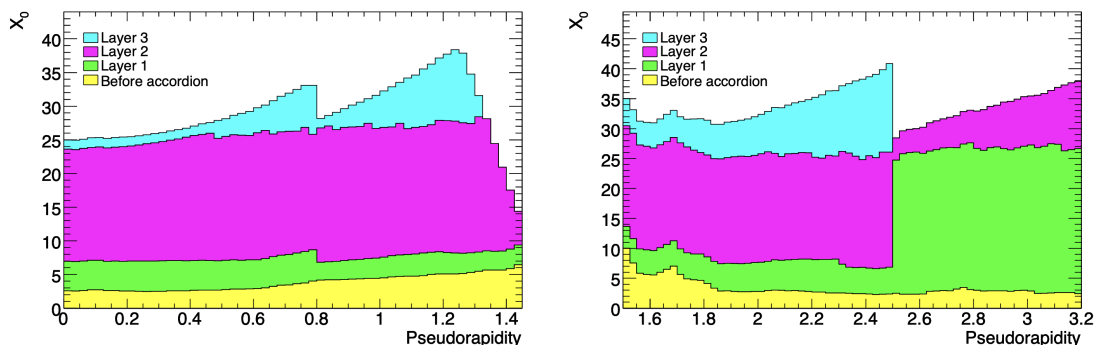 X0
40
35
30
25
20
15
10
5
0
Layer 3
Layer 2
Layer 1
Before accordion
0 0.2 0.4 0.6 0.8 1 1.2 1.4
Pseudorapidity
X0
45
40
35
30
25
20
15
10
5
0
Layer 3
Layer 2
Layer 1
Before accordion
1.6 1.8 2 2.2 2.4 2.6 2.8 3 3.2
Pseudorapidity